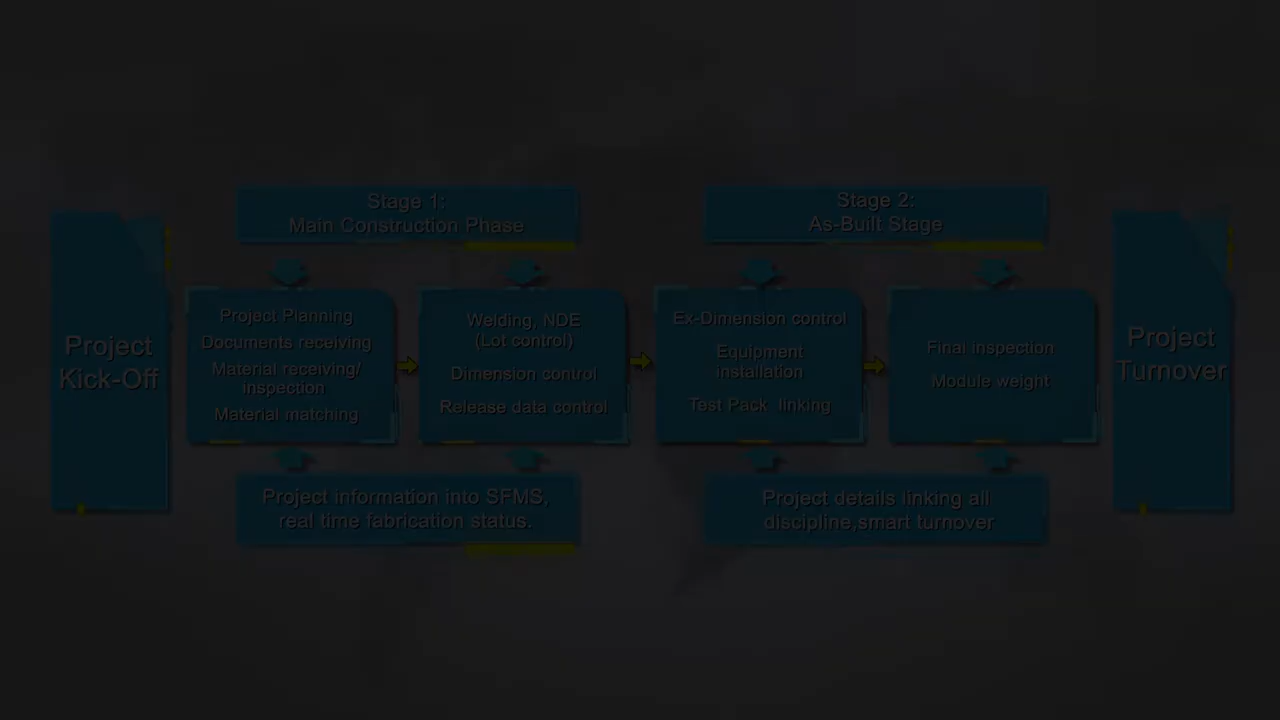 Project
Kick-Off
Stage 1:
Main Construction Phase
Project Planning
Documents receiving
Material receiving/
inspection
Material matching
Welding, NDE
(Lot control)
Dimension control
Release data control
Project information into SFMS,
real time fabrication status.
Stage 2:
As-Built Stage
Ex-Dimension control
Equipment
installation
Test Pack linking
Final inspection
Module weight
Project details linking all
discipline,smart turnover
Project
Turnover